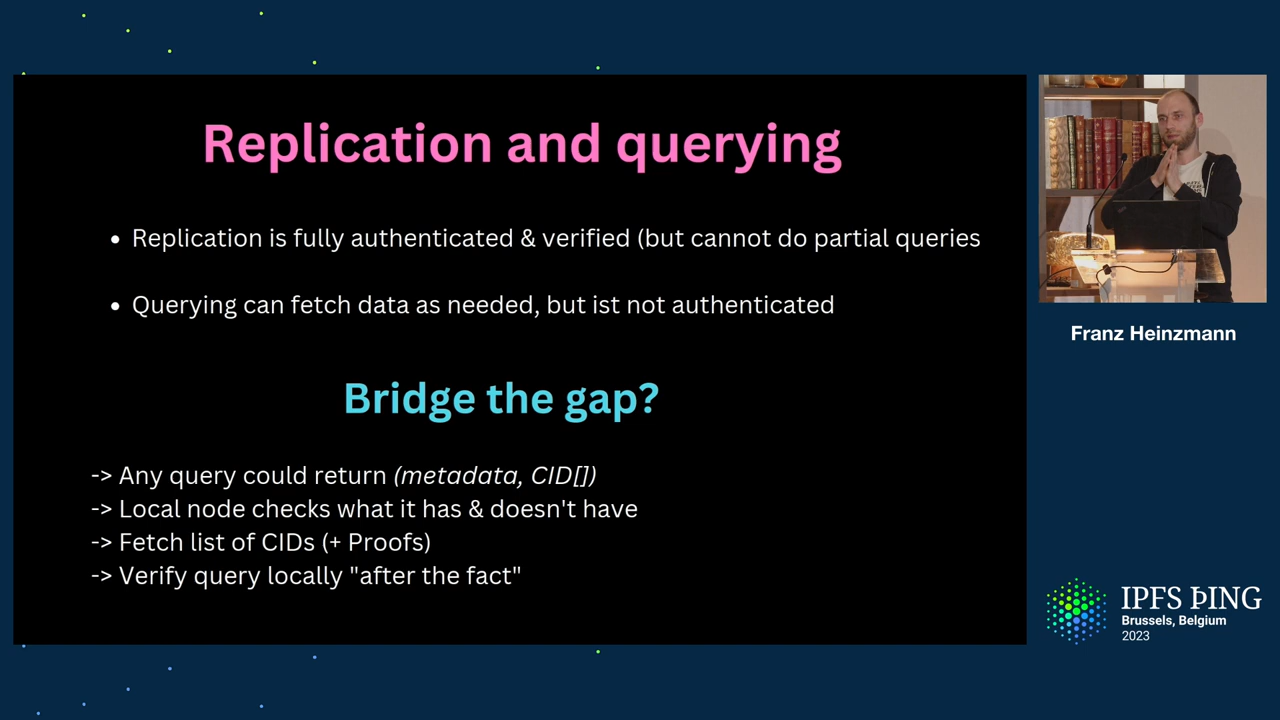 Replication and querying
• Replication is fully authenticated & verified (but cannot do partial queries
• Querying can fetch data as needed, but ist not authenticated
Bridge the gap?
-> Any query could return (metadata, CID[])
-> Local node checks what it has & doesn't have
-> Fetch list of CIDs (+ Proofs)
-> Verify query locally "after the fact"
Franz Heinzmann
IPFS ÞING
Brussels, Belgium
2023